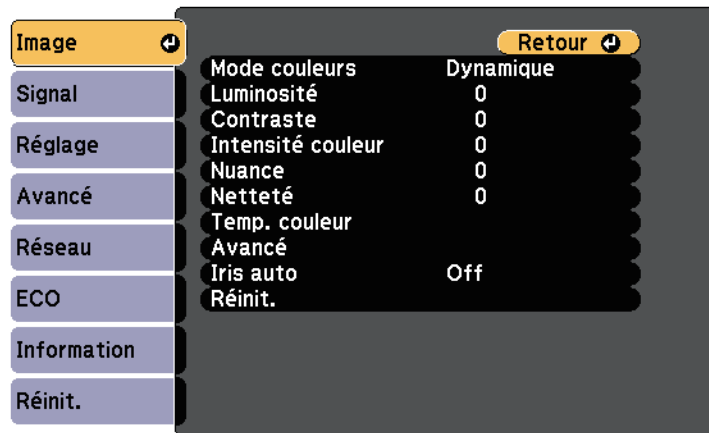 Image
Signal
Réglage
Avancé
Réseau
ECO
Information
Réinit.
Retour
Mode couleurs Dynamique
Luminosité 0
Contraste 0
Intensité couleur 0
Nuance 0
Netteté 0
Temp. couleur
Avancé
Iris auto Off
Réinit.